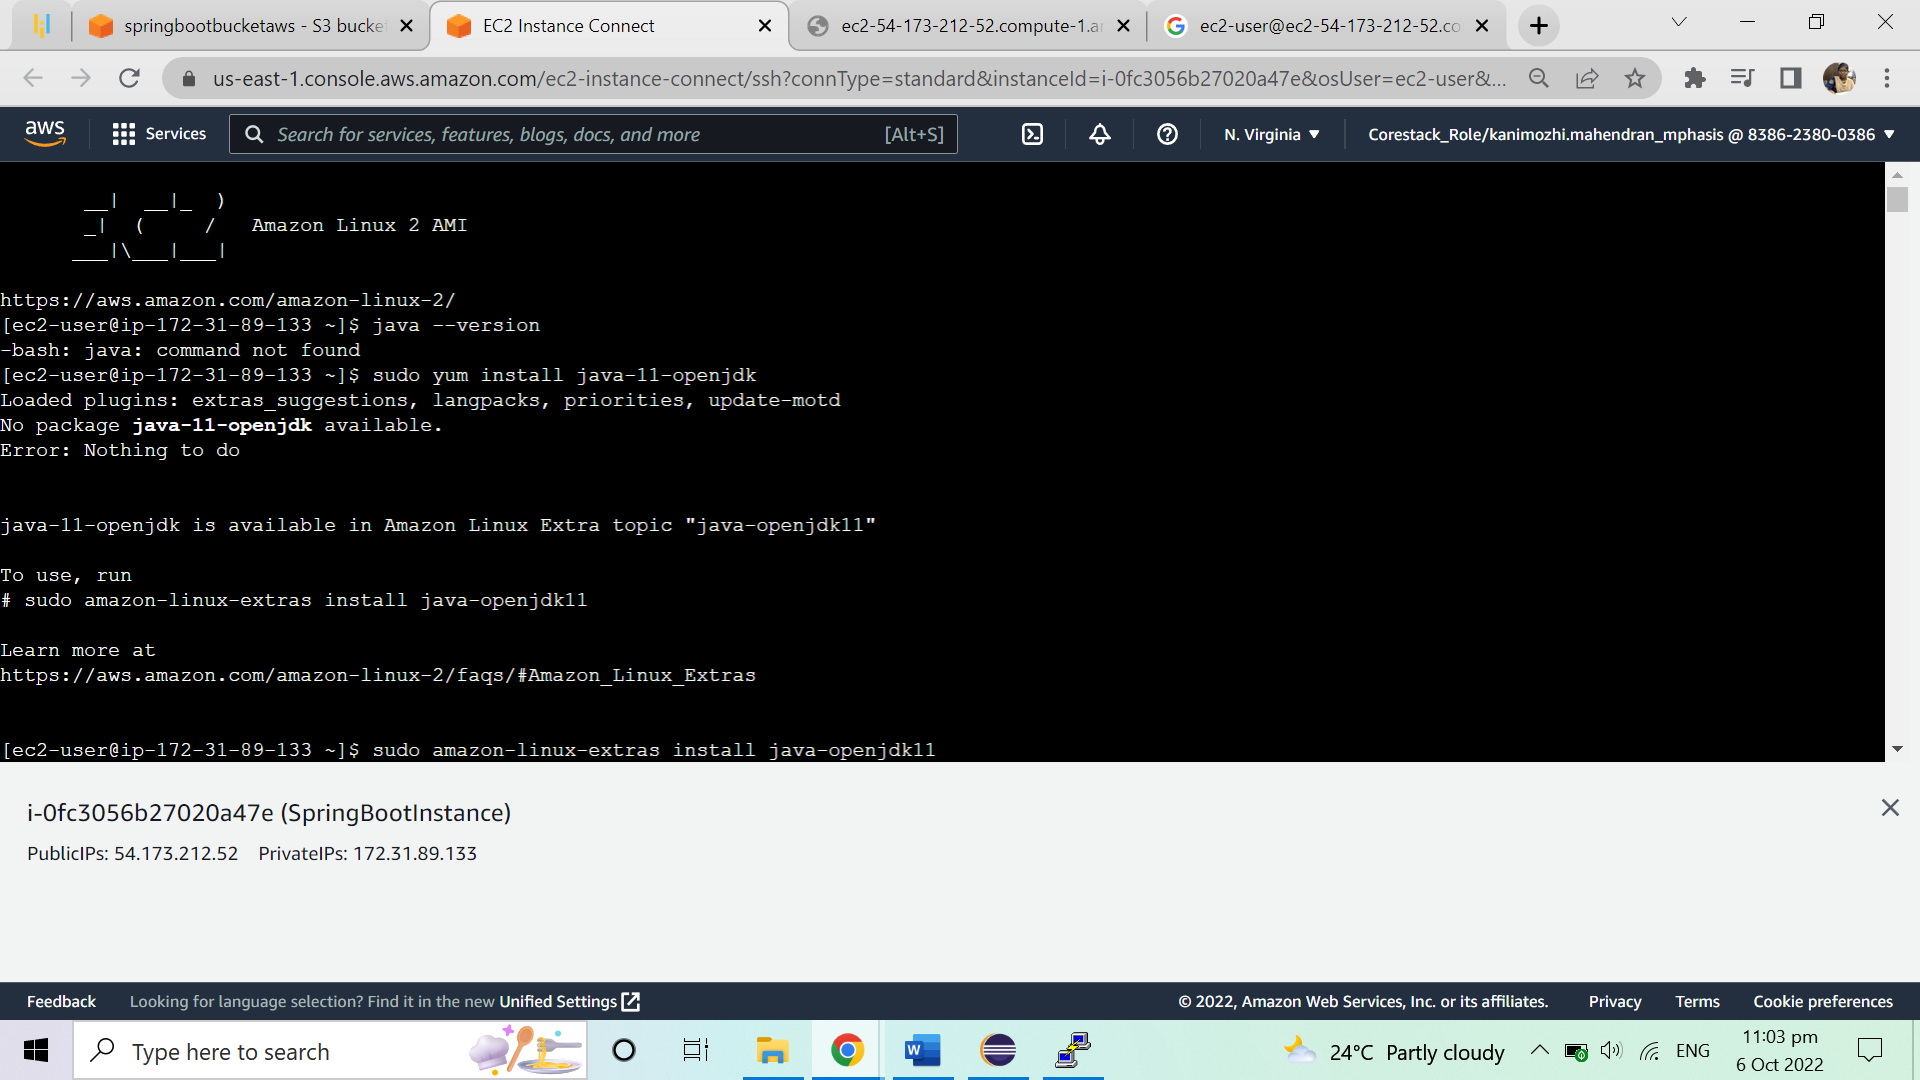 springbootbucketaws - S3 bucke
EC2 Instance Connect
ec2-54-173-212-52.compute-1.a
ec2-user@ec2-54-173-212-52.co
us-east-1.console.aws.amazon.com/ec2-instance-connect/ssh?connType=standard&instanceId=i-0fc3056b27020a47e&osUser=ec2-user&...
aws
Services
Search for services, features, blogs, docs, and more
[Alt+S]
N. Virginia
Corestack_Role/kanimozhi.mahendran_mphasis @ 8386-2380-0386
       __|  __|_  )
       _|  (     /   Amazon Linux 2 AMI
      ___|\___|___|
https://aws.amazon.com/amazon-linux-2/
[ec2-user@ip-172-31-89-133 ~]$ java --version
-bash: java: command not found
[ec2-user@ip-172-31-89-133 ~]$ sudo yum install java-11-openjdk
Loaded plugins: extras_suggestions, langpacks, priorities, update-motd
No package java-11-openjdk available.
Error: Nothing to do
java-11-openjdk is available in Amazon Linux Extra topic "java-openjdk11"
To use, run
# sudo amazon-linux-extras install java-openjdk11
Learn more at
https://aws.amazon.com/amazon-linux-2/faqs/#Amazon_Linux_Extras
[ec2-user@ip-172-31-89-133 ~]$ sudo amazon-linux-extras install java-openjdk11
i-0fc3056b27020a47e (SpringBootInstance)
PublicIPs: 54.173.212.52 PrivateIPs: 172.31.89.133
Feedback
Looking for language selection? Find it in the new Unified Settings
© 2022, Amazon Web Services, Inc. or its affiliates.
Privacy
Terms
Cookie preferences
Type here to search
W
24°C Partly cloudy
ENG
11:03 pm
6 Oct 2022